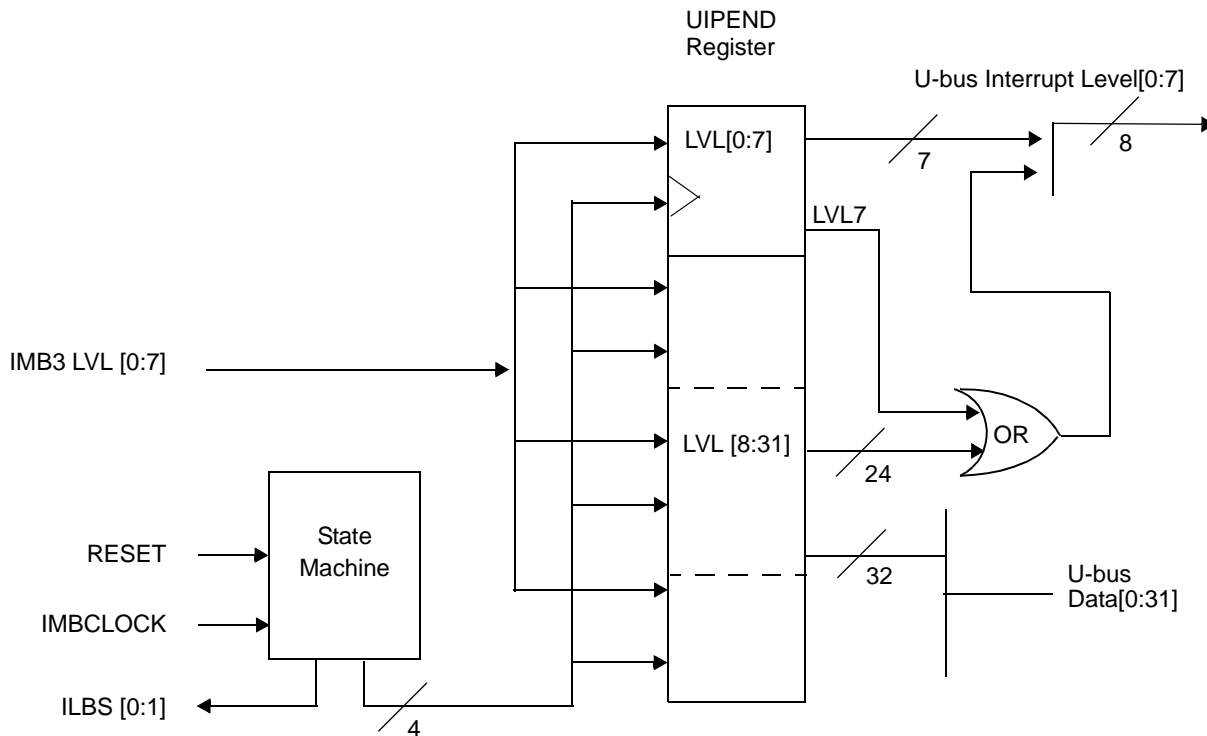 UIPEND
Register
U-bus Interrupt Level[0:7]
LVL[0:7]
7
8
LVL7
IMB3 LVL [0:7]
LVL [8:31]
OR
24
State
Machine
RESET
32
U-bus
Data[0:31]
IMBCLOCK
ILBS [0:1]
4